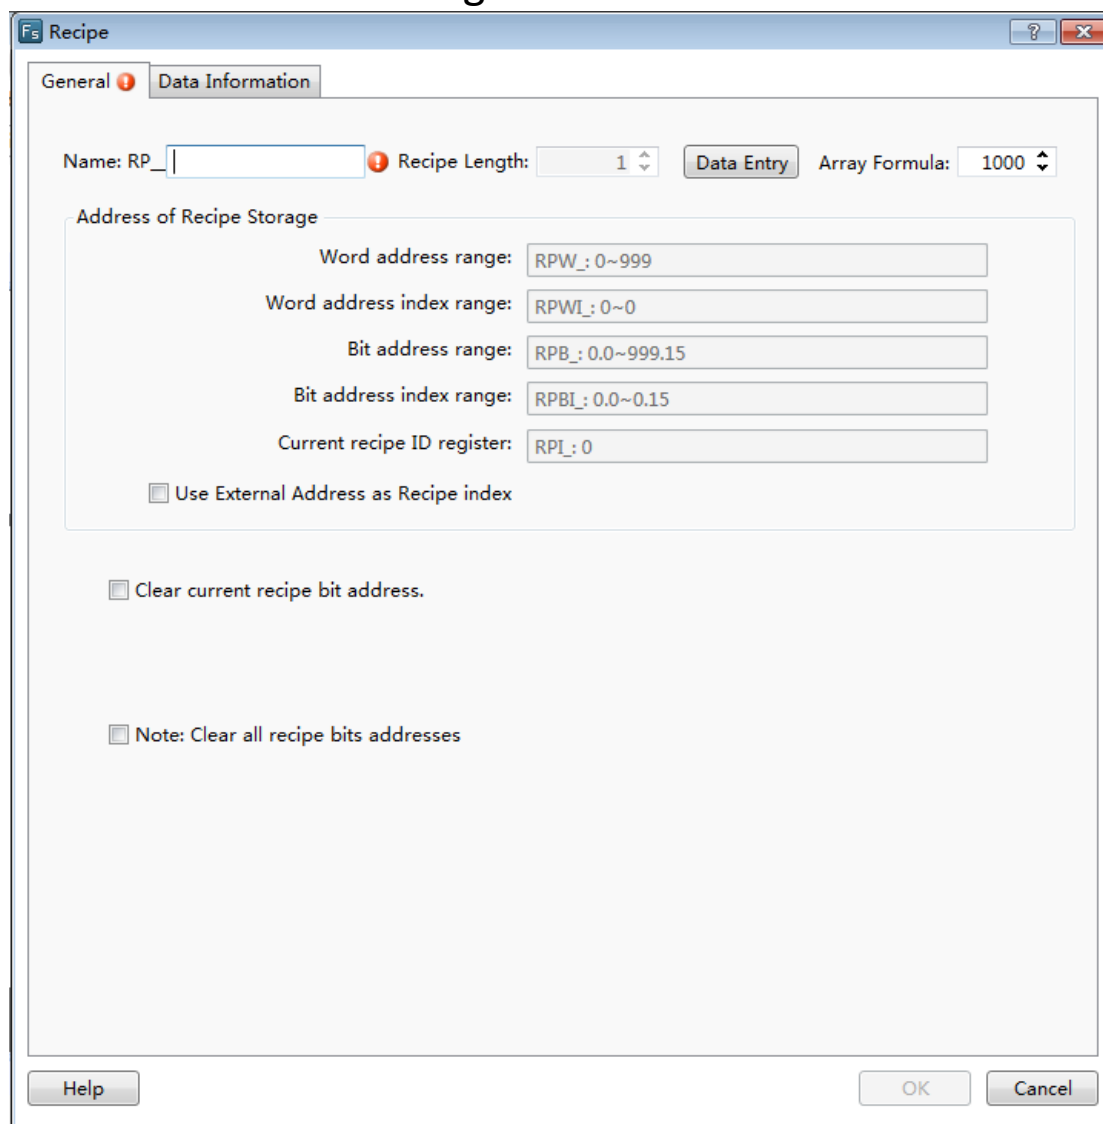 Fs Recipe
General Data Information
Name: RP_ Recipe Length: 1 Data Entry Array Formula: 1000
Address of Recipe Storage
Word address range: RPW_: 0~999
Word address index range: RPWI_: 0~0
Bit address range: RPB_: 0.0~999.15
Bit address index range: RPBI_: 0.0~0.15
Current recipe ID register: RPI_: 0
Use External Address as Recipe index
Clear current recipe bit address.
Note: Clear all recipe bits addresses
Help OK Cancel